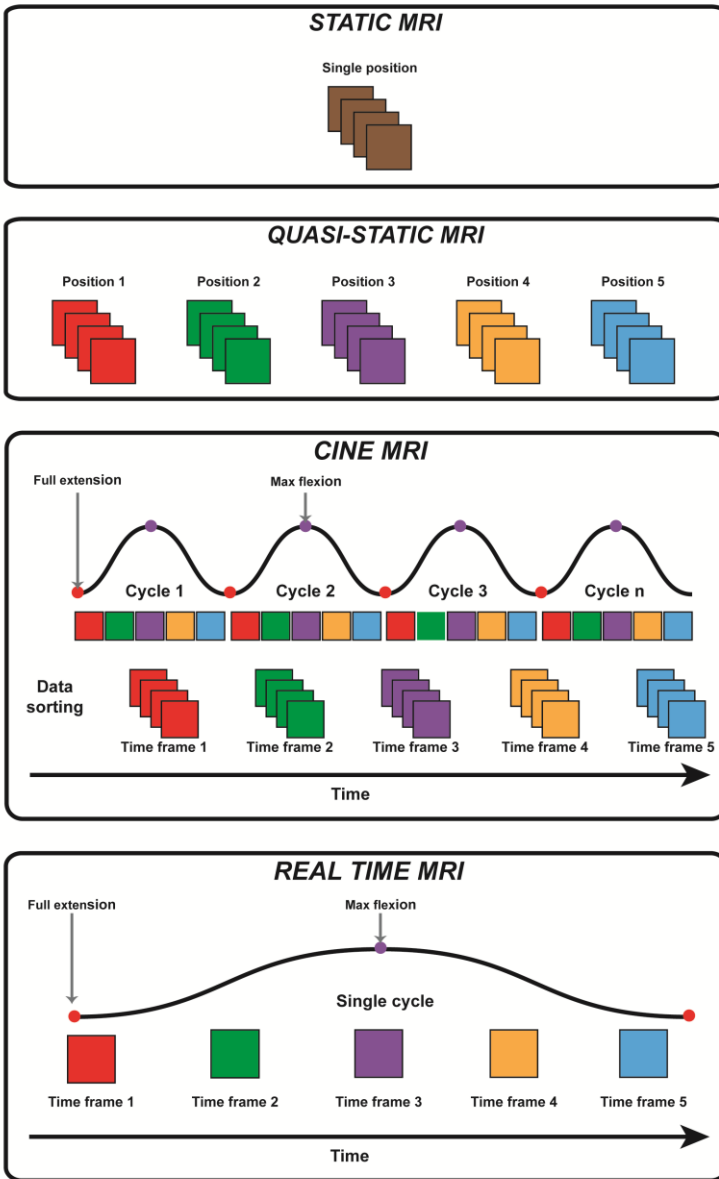 STATIC MRI
Single position
QUASI-STATIC MRI
Position 1
Position 2
Position 3
Position 4
Position 5
CINE MRI
Full extension
Max flexion
Cycle 1
Cycle 2
Cycle 3
Cycle n
Data
sorting
Time frame 1
Time frame 2
Time frame 3
Time frame 4
Time frame 5
Time
REAL TIME MRI
Full extension
Max flexion
Single cycle
Time frame 1
Time frame 2
Time frame 3
Time frame 4
Time frame 5
Time